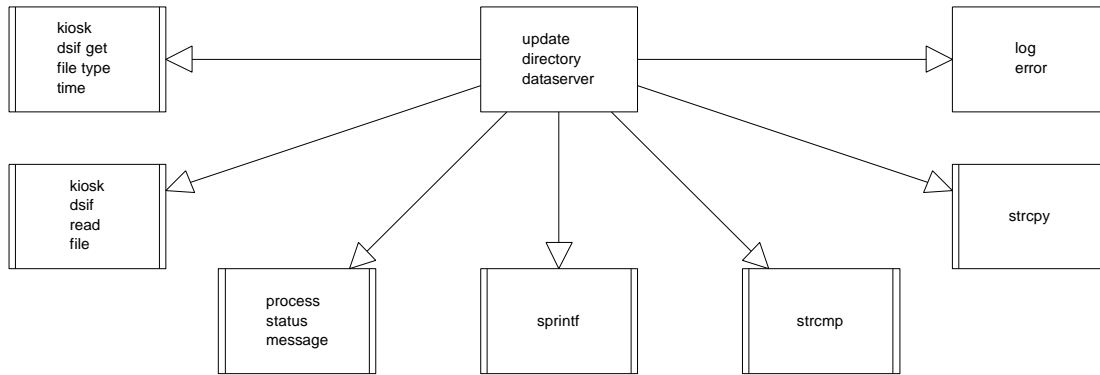 kiosk
dsif get
file type
time
update
directory
dataserver
log
error
kiosk
dsif
read
file
strcpy
process
status
message
sprintf
strcmp